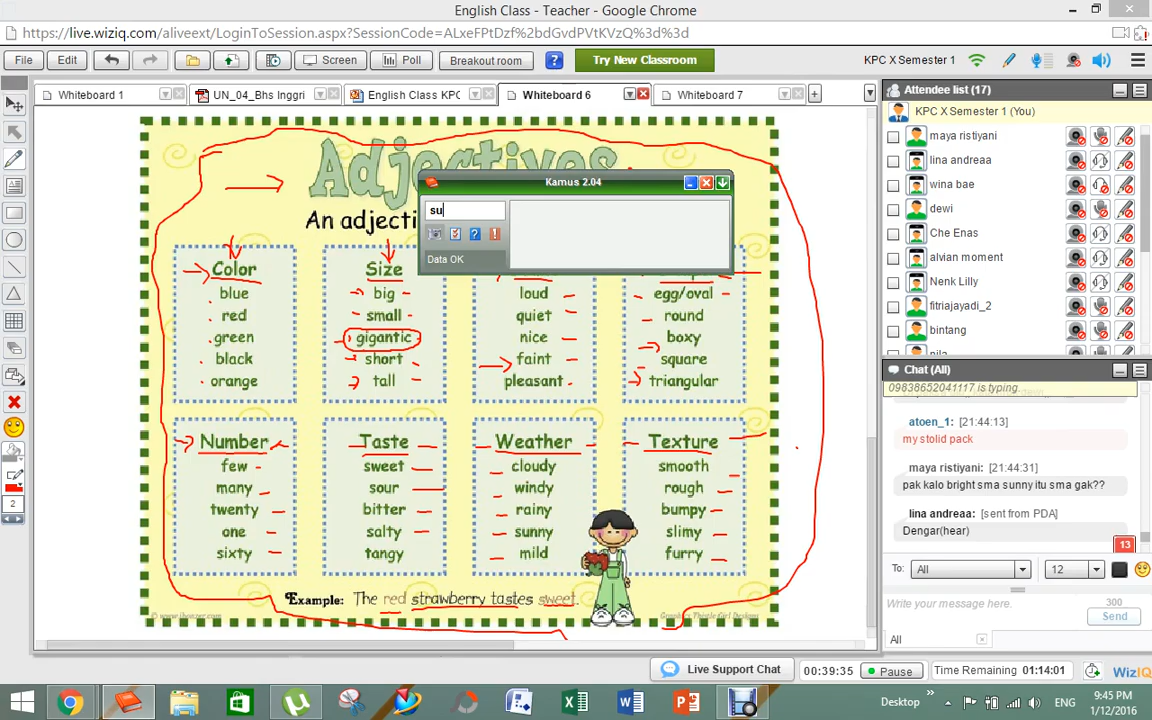 English Class - Teacher - Google Chrome
https://live.wiziq.com/aliveext/LoginToSession.aspx?SessionCode=ALxeFPtDzf%2bdGvdPVtKVzQ%3d%3d
File Edit Screen Poll Breakout room ? Try New Classroom KPC X Semester 1
Whiteboard 1 UN_04_Bhs Inggri English Class KPC Whiteboard 6 Whiteboard 7
Attendee list (17)
KPC X Semester 1 (You)
maya ristiyani
lina andreaa
wina bae
dewi
Che Enas
alvian moment
Nenk Lilly
fitriajayadi_2
bintang
Chat (All)
09838652041117 is typing.
atoen_1: [21:44:13]
my stolid pack
maya ristiyani: [21:44:31]
pak kalo bright sma sunny itu sma gak??
lina andreaa: [sent from PDA]
Dengar(hear)
13
To: All 12
Write your message here. 300
Send
All
Adjectives
An adjecti
Kamus 2.04
su
Data OK
Color
blue
red
green
black
orange
Size
big
small
gigantic
short
tall
loud
quiet
nice
faint
pleasant
egg/oval
round
boxy
square
triangular
Number
few
many
twenty
one
sixty
Taste
sweet
sour
bitter
salty
tangy
Weather
cloudy
windy
rainy
sunny
mild
Texture
smooth
rough
bumpy
slimy
furry
Example: The red strawberry tastes sweet.
2
Live Support Chat 00:39:35 Pause Time Remaining 01:14:01 WizIQ
Desktop ENG 9:45 PM
1/12/2016